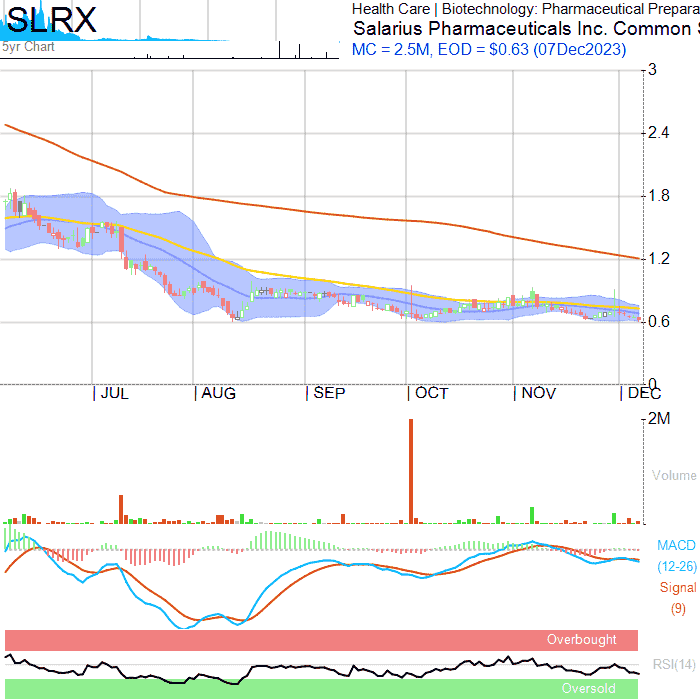 SLRX
5yr Chart
Health Care | Biotechnology: Pharmaceutical Prepara
Salarius Pharmaceuticals Inc. Common S
MC = 2.5M, EOD = $0.63 (07Dec2023)
3
2.4
1.8
1.2
0.6
0
JUL AUG SEP OCT NOV DEC
2M
Volume
MACD
(12-26)
Signal
(9)
Overbought
RSI(14)
Oversold